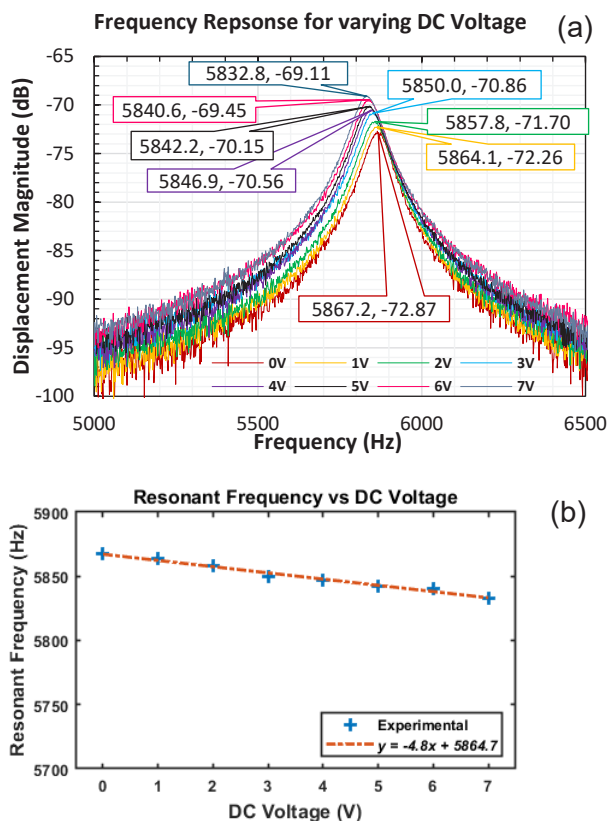 Frequency Repsonse for varying DC Voltage
(a)
Displacement Magnitude (dB)
-65
-70
-75
-80
-85
-90
-95
-100
5832.8, -69.11
5850.0, -70.86
5840.6, -69.45
5857.8, -71.70
5842.2, -70.15
5864.1, -72.26
5846.9, -70.56
5867.2, -72.87
0V 1V 2V 3V
4V 5V 6V 7V
5000 5500 6000 6500
Frequency (Hz)
Resonant Frequency vs DC Voltage
(b)
Resonant Frequency (Hz)
5900
5850
5800
5750
5700
Experimental
y = -4.8x + 5864.7
0 1 2 3 4 5 6 7
DC Voltage (V)